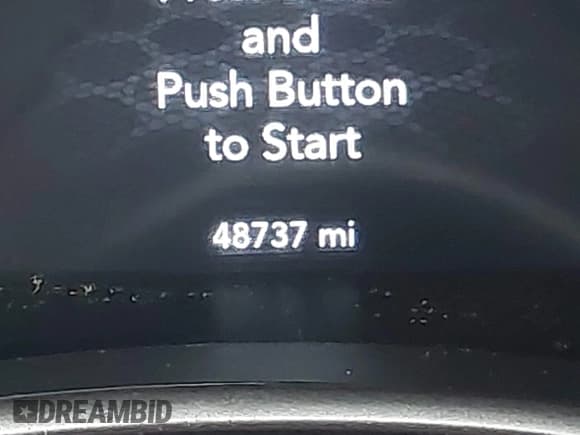 and
Push Button
to Start
48737 mi
DREAMBID